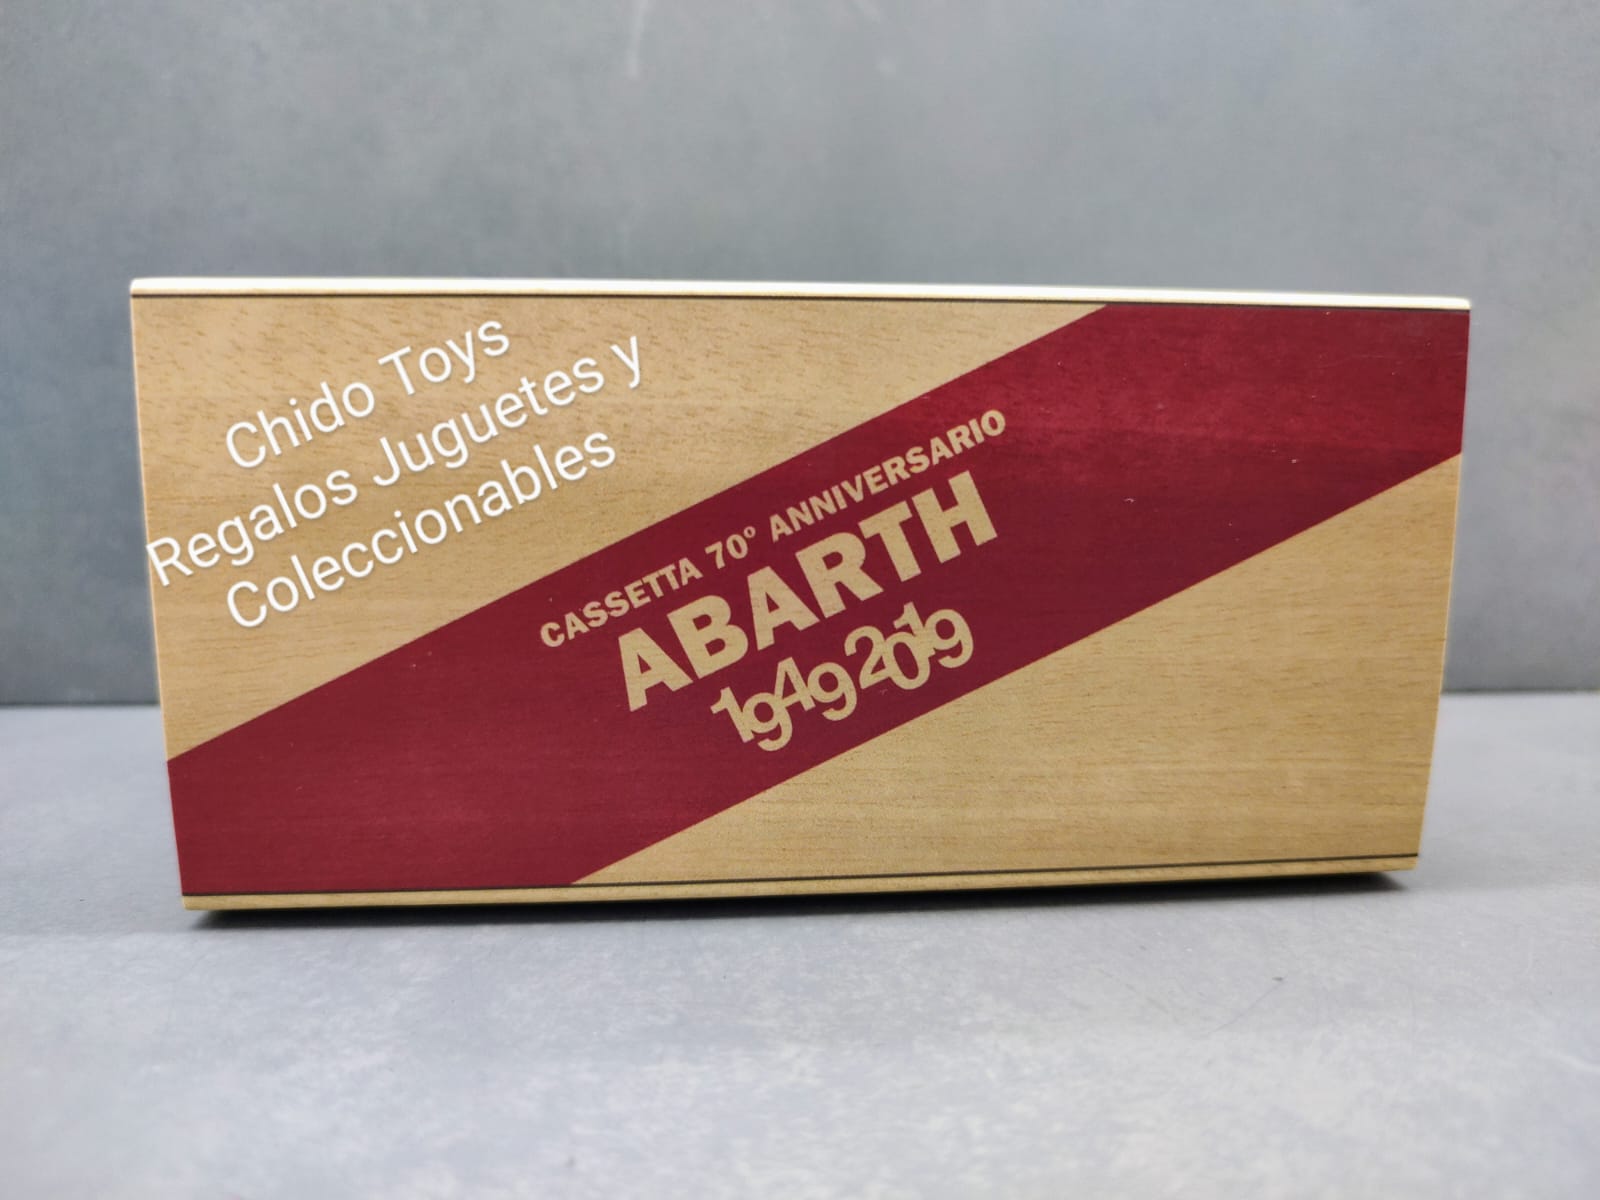 Chido Toys
Regalos Juguetes y
Coleccionables
CASSETTA 70° ANNIVERSARIO
ABARTH
1949 2019